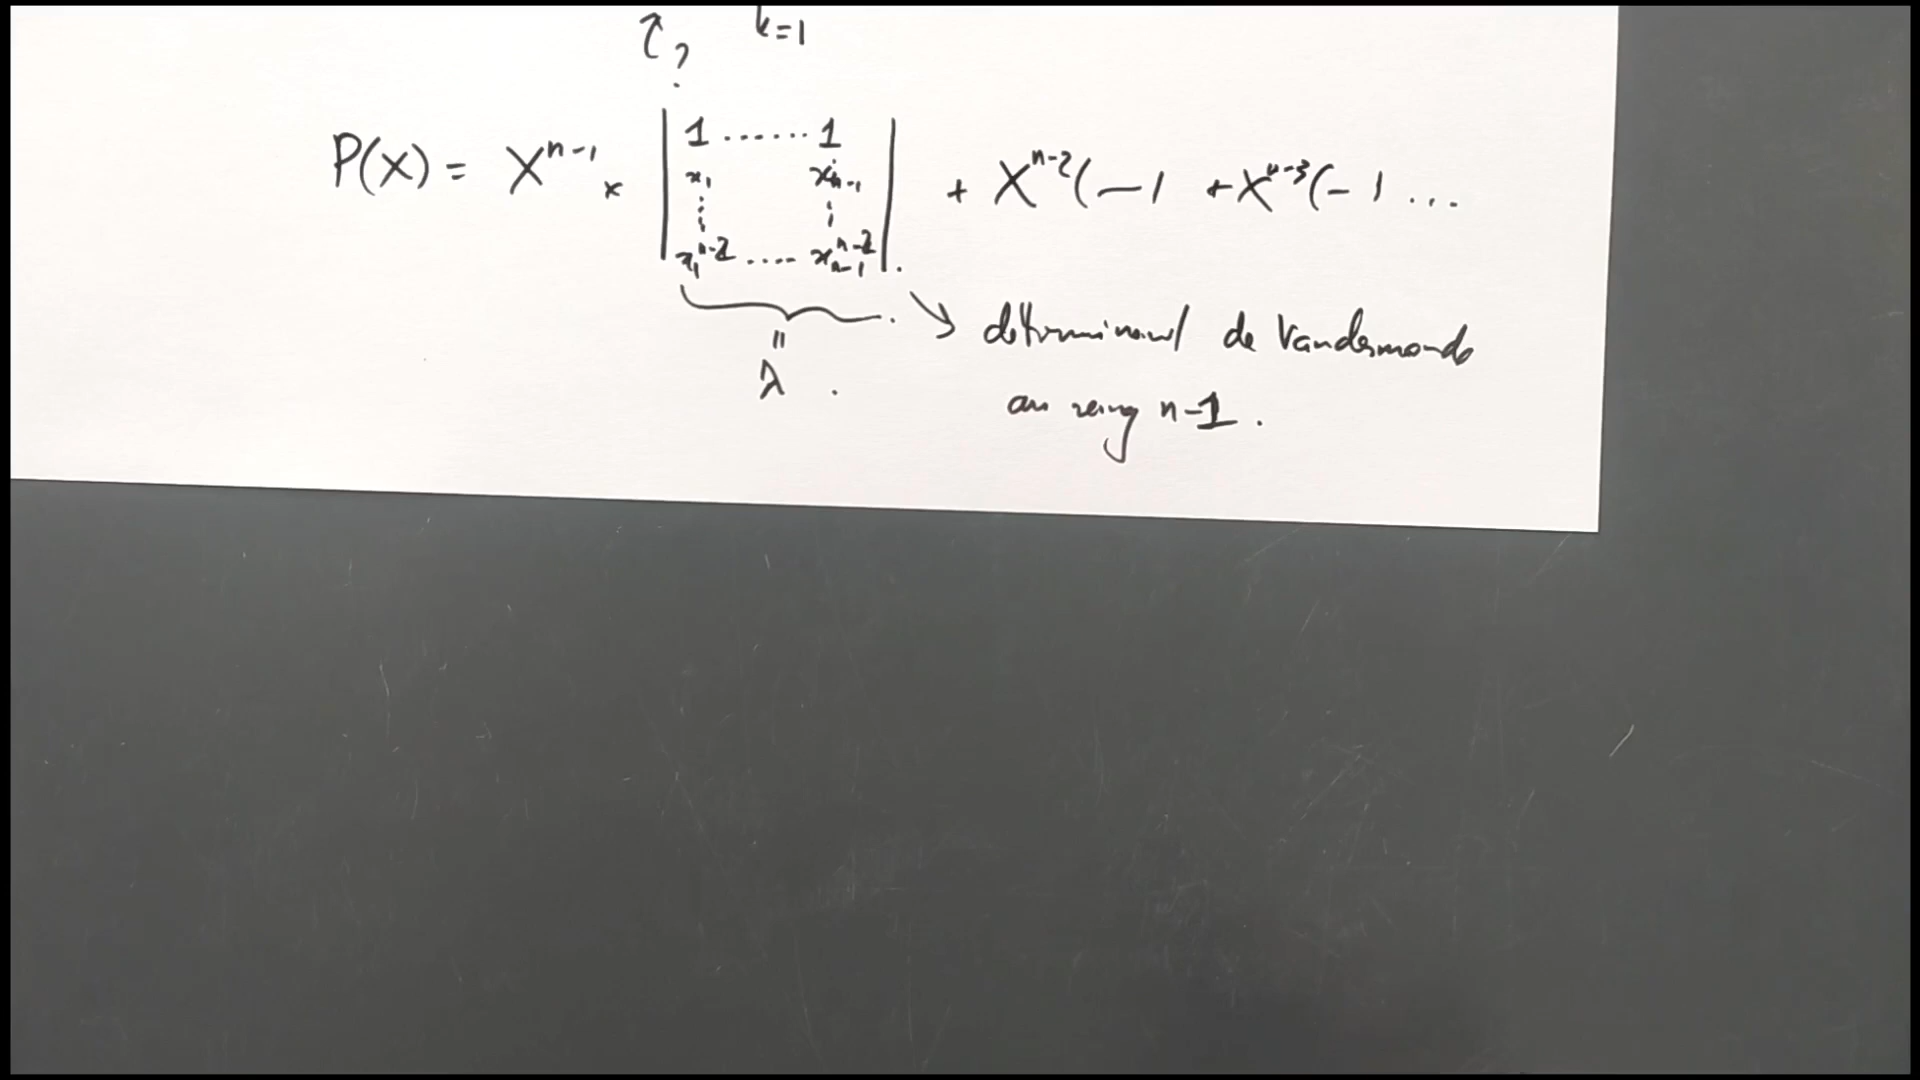 ↑ ? k=1
P(X) = X^{n-1} × | 1 ...... 1 | + X^{n-2}(—1 + X^{n-3}(-1 ...
x_1 x_{n-1}
x_1^{n-2} .... x_{n-1}^{n-2}
" ↘ déterminant de Vandermonde
λ . au rang n-1.